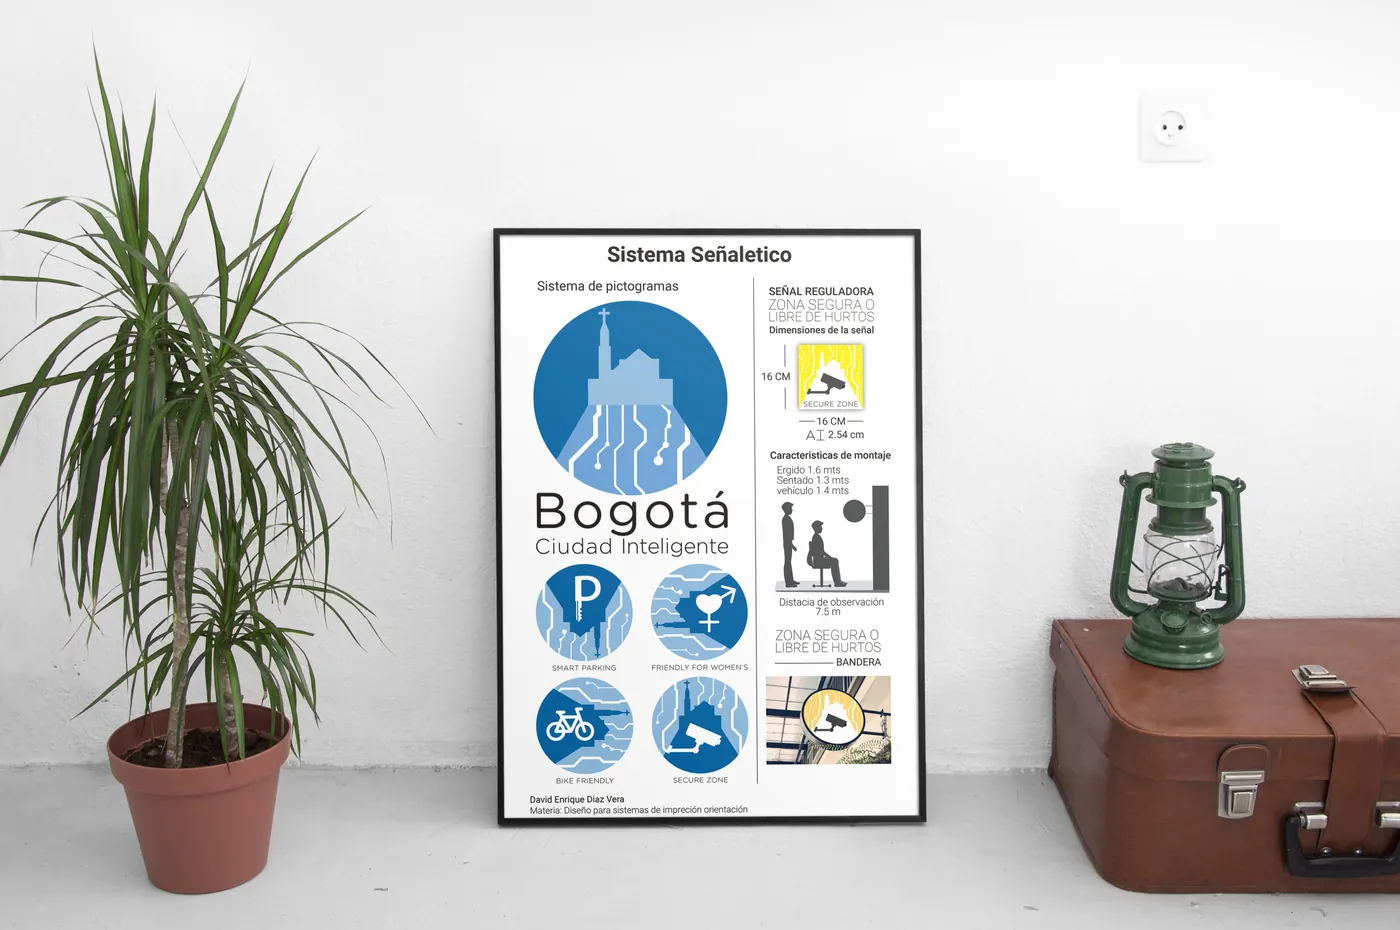 Sistema Señaletico
Sistema de pictogramas
Bogotá
Ciudad Inteligente
P
SMART PARKING
FRIENDLY FOR WOMEN'S
BIKE FRIENDLY
SECURE ZONE
David Enrique Diaz Vera
Materia: Diseño para sistemas de impreción orientación
SEÑAL REGULADORA
ZONA SEGURA O
LIBRE DE HURTOS
Dimensiones de la señal
16 CM
SECURE ZONE
16 CM
A 2.54 cm
Caracteristicas de montaje
Ergido 1.6 mts
Sentado 1.3 mts
vehículo 1.4 mts
Distacia de observación
7.5 m
ZONA SEGURA O
LIBRE DE HURTOS
BANDERA